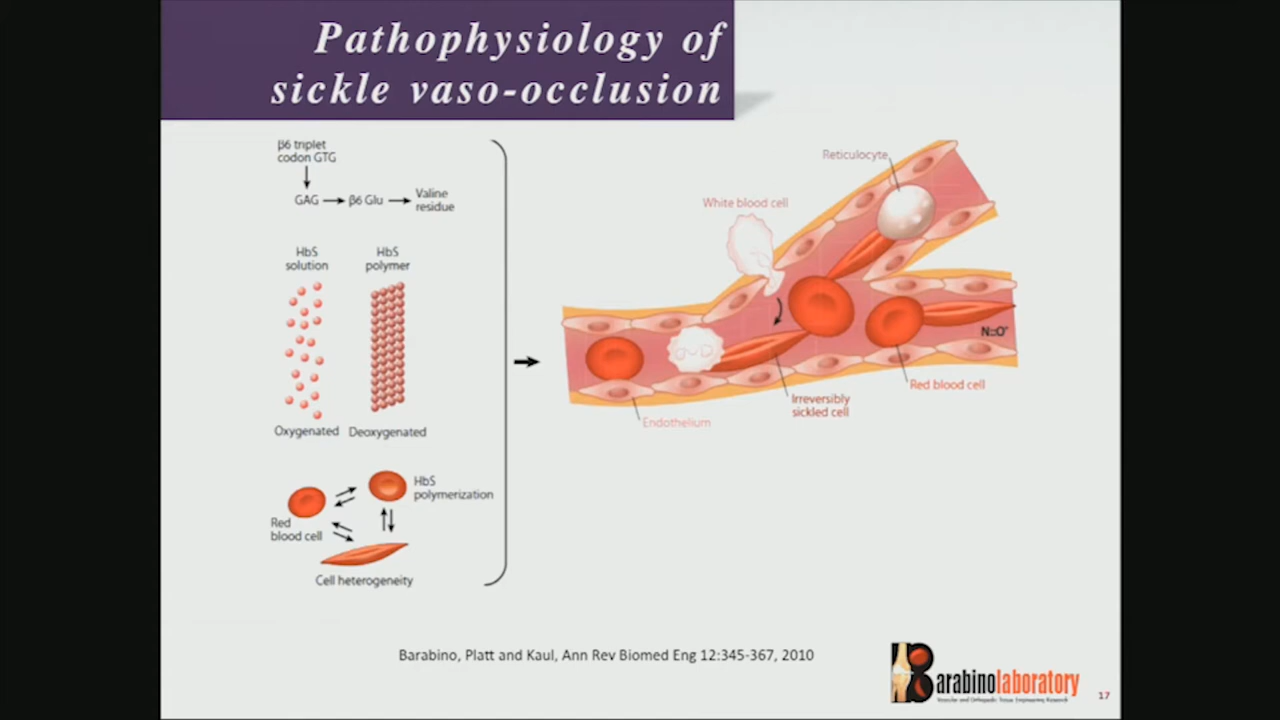 Pathophysiology of
sickle vaso-occlusion
β6 triplet
codon GTG
GAG
β6 Glu
Valine
residue
HbS
solution
HbS
polymer
Oxygenated
Deoxygenated
HbS
polymerization
Red
blood cell
Cell heterogeneity
Reticulocyte
White blood cell
N=O•
Red blood cell
Irreversibly
sickled cell
Endothelium
Barabino, Platt and Kaul, Ann Rev Biomed Eng 12:345-367, 2010
Barabinolaboratory
Vascular and Orthopedic Tissue Engineering Research
17